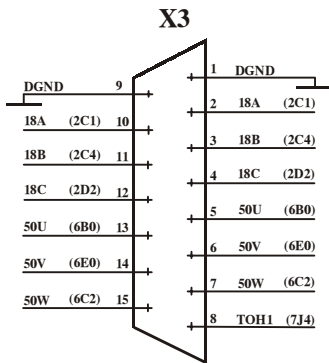 X3
1 DGND
DGND 9
2 18A (2C1)
18A (2C1) 10
3 18B (2C4)
18B (2C4) 11
4 18C (2D2)
18C (2D2) 12
5 50U (6B0)
50U (6B0) 13
6 50V (6E0)
50V (6E0) 14
7 50W (6C2)
50W (6C2) 15
8 TOH1 (7J4)